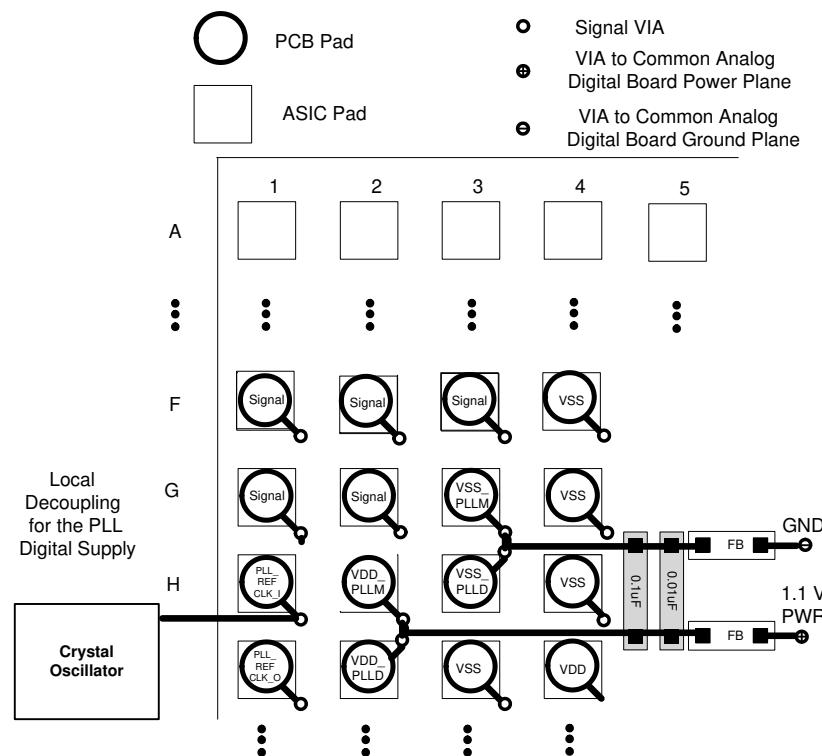 PCB Pad
Signal VIA
VIA to Common Analog
Digital Board Power Plane
ASIC Pad
VIA to Common Analog
Digital Board Ground Plane
1 2 3 4 5
A
F
Signal Signal Signal VSS
Local
Decoupling
for the PLL
Digital Supply
G
Signal Signal VSS_
PLLM
VSS
GND
FB
H
PLL_
REF
CLK_I
VDD_
PLLM
VSS_
PLLD
VSS
0.1uF
0.01uF
1.1 V
PWR
FB
Crystal
Oscillator
PLL_
REF
CLK_O
VDD_
PLLD
VSS
VDD